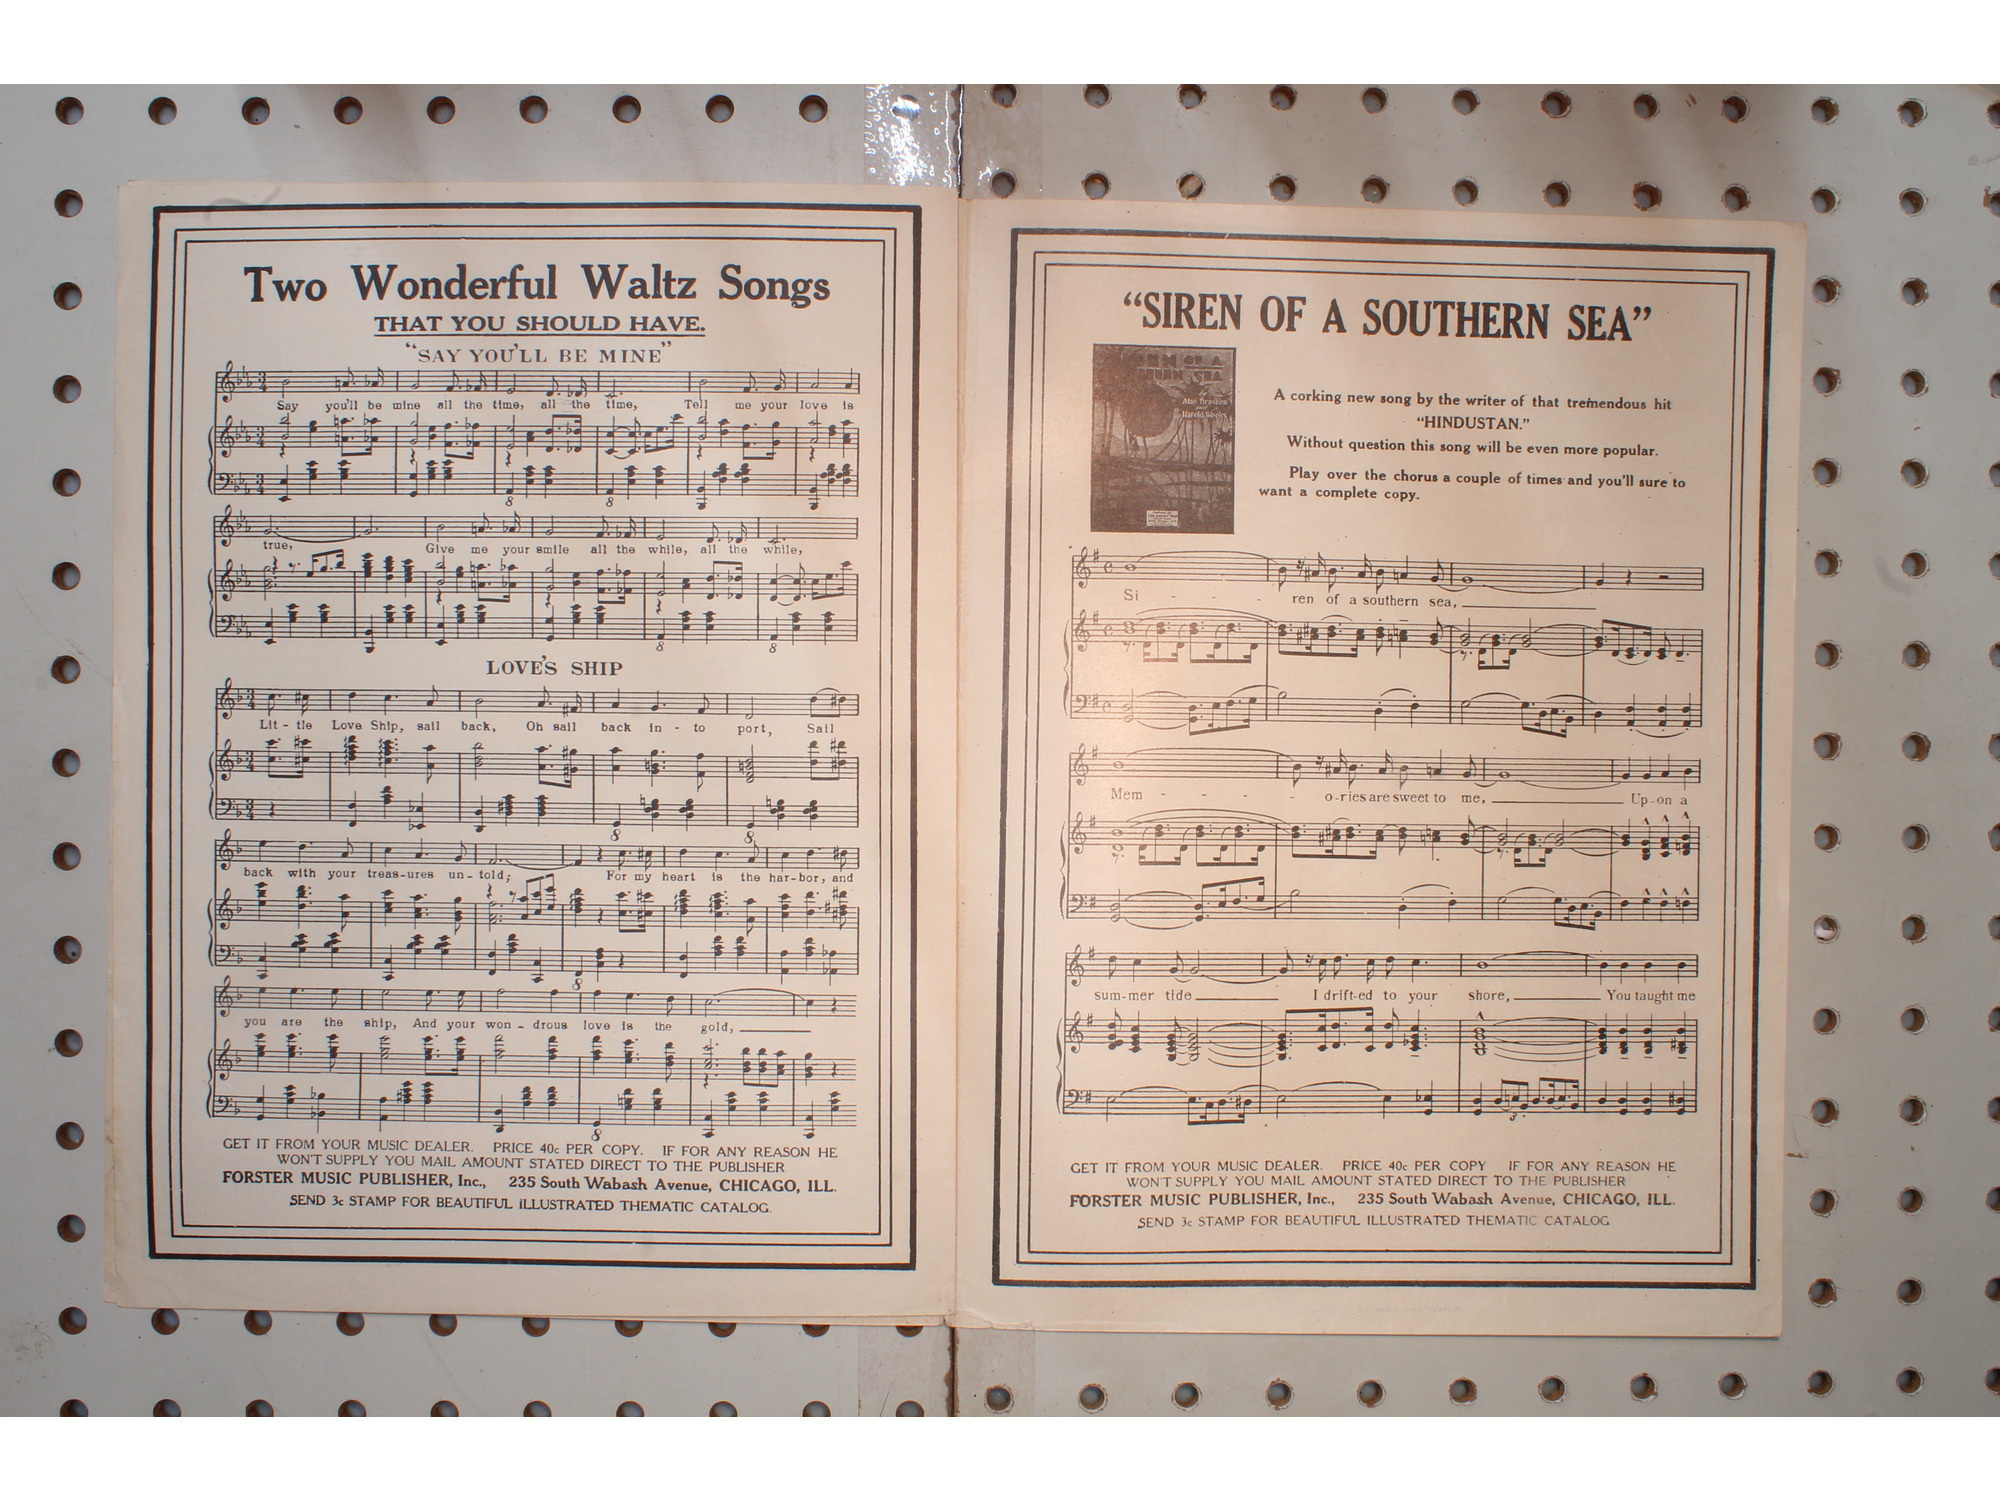 Two Wonderful Waltz Songs
THAT YOU SHOULD HAVE.
"SAY YOU'LL BE MINE"
Say you'll be mine all the time, all the time, Tell me your love is
true, Give me your smile all the while, all the while,
LOVE'S SHIP
Lit - tle Love Ship, sail back, Oh sail back in - to port, Sail
back with your treas-ures un - told; For my heart is the har-bor, and
you are the ship, And your won - drous love is the gold,
GET IT FROM YOUR MUSIC DEALER. PRICE 40c PER COPY. IF FOR ANY REASON HE
WON'T SUPPLY YOU MAIL AMOUNT STATED DIRECT TO THE PUBLISHER
FORSTER MUSIC PUBLISHER, Inc., 235 South Wabash Avenue, CHICAGO, ILL.
SEND 3c STAMP FOR BEAUTIFUL ILLUSTRATED THEMATIC CATALOG.
"SIREN OF A SOUTHERN SEA"
Abe Brashen
and
Harold Weeks
A corking new song by the writer of that tremendous hit
"HINDUSTAN."
Without question this song will be even more popular.
Play over the chorus a couple of times and you'll sure to
want a complete copy.
Si - - - - ren of a southern sea,
Mem - - - - o-ries are sweet to me, Up-on a
sum-mer tide I drift-ed to your shore, You taught me
GET IT FROM YOUR MUSIC DEALER. PRICE 40c PER COPY IF FOR ANY REASON HE
WON'T SUPPLY YOU MAIL AMOUNT STATED DIRECT TO THE PUBLISHER
FORSTER MUSIC PUBLISHER, Inc., 235 South Wabash Avenue, CHICAGO, ILL.
SEND 3c STAMP FOR BEAUTIFUL ILLUSTRATED THEMATIC CATALOG